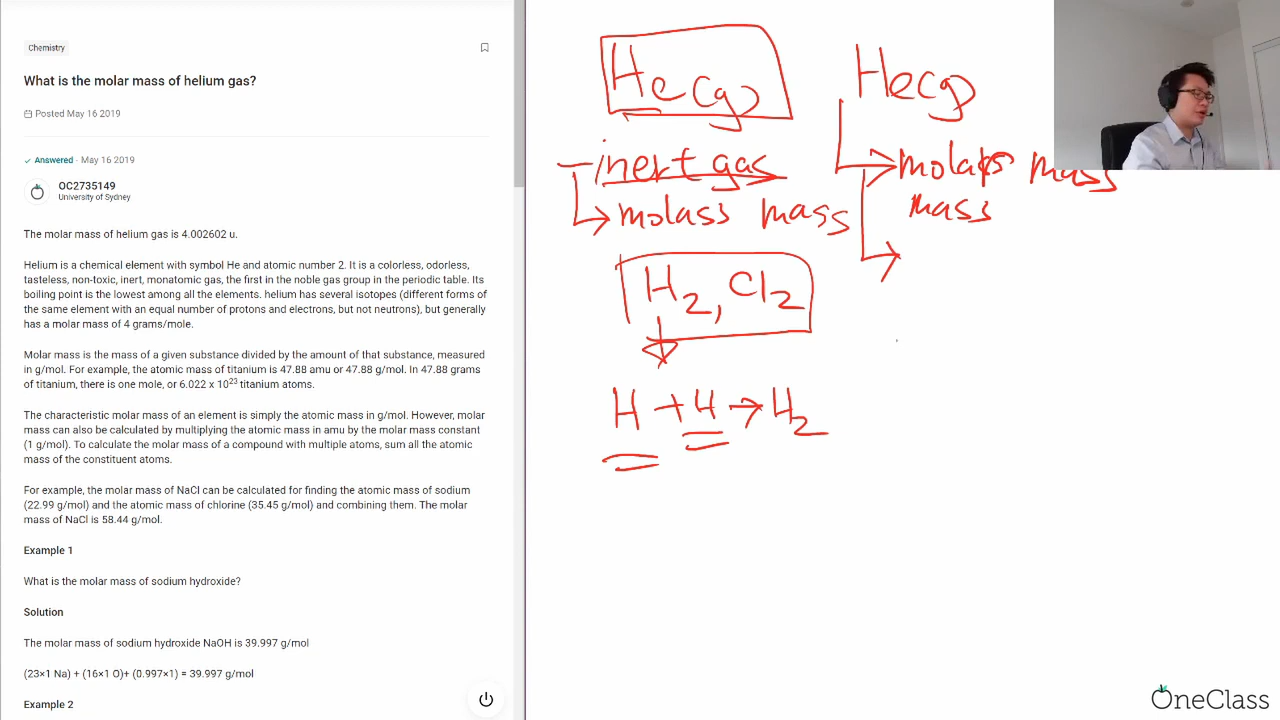 Chemistry
What is the molar mass of helium gas?
Posted May 16 2019
Answered • May 16 2019
OC2735149
University of Sydney
The molar mass of helium gas is 4.002602 u.
Helium is a chemical element with symbol He and atomic number 2. It is a colorless, odorless,
tasteless, non-toxic, inert, monatomic gas, the first in the noble gas group in the periodic table. Its
boiling point is the lowest among all the elements. helium has several isotopes (different forms of
the same element with an equal number of protons and electrons, but not neutrons), but generally
has a molar mass of 4 grams/mole.
Molar mass is the mass of a given substance divided by the amount of that substance, measured
in g/mol. For example, the atomic mass of titanium is 47.88 amu or 47.88 g/mol. In 47.88 grams
of titanium, there is one mole, or 6.022 x 10²³ titanium atoms.
The characteristic molar mass of an element is simply the atomic mass in g/mol. However, molar
mass can also be calculated by multiplying the atomic mass in amu by the molar mass constant
(1 g/mol). To calculate the molar mass of a compound with multiple atoms, sum all the atomic
mass of the constituent atoms.
For example, the molar mass of NaCl can be calculated for finding the atomic mass of sodium
(22.99 g/mol) and the atomic mass of chlorine (35.45 g/mol) and combining them. The molar
mass of NaCl is 58.44 g/mol.
Example 1
What is the molar mass of sodium hydroxide?
Solution
The molar mass of sodium hydroxide NaOH is 39.997 g/mol
(23×1 Na) + (16×1 O)+ (0.997×1) = 39.997 g/mol
Example 2
He(g)
inert gas
→ molass mass
H₂, Cl₂
H + H → H₂
He(g)
→ molars mass
mass
→
OneClass